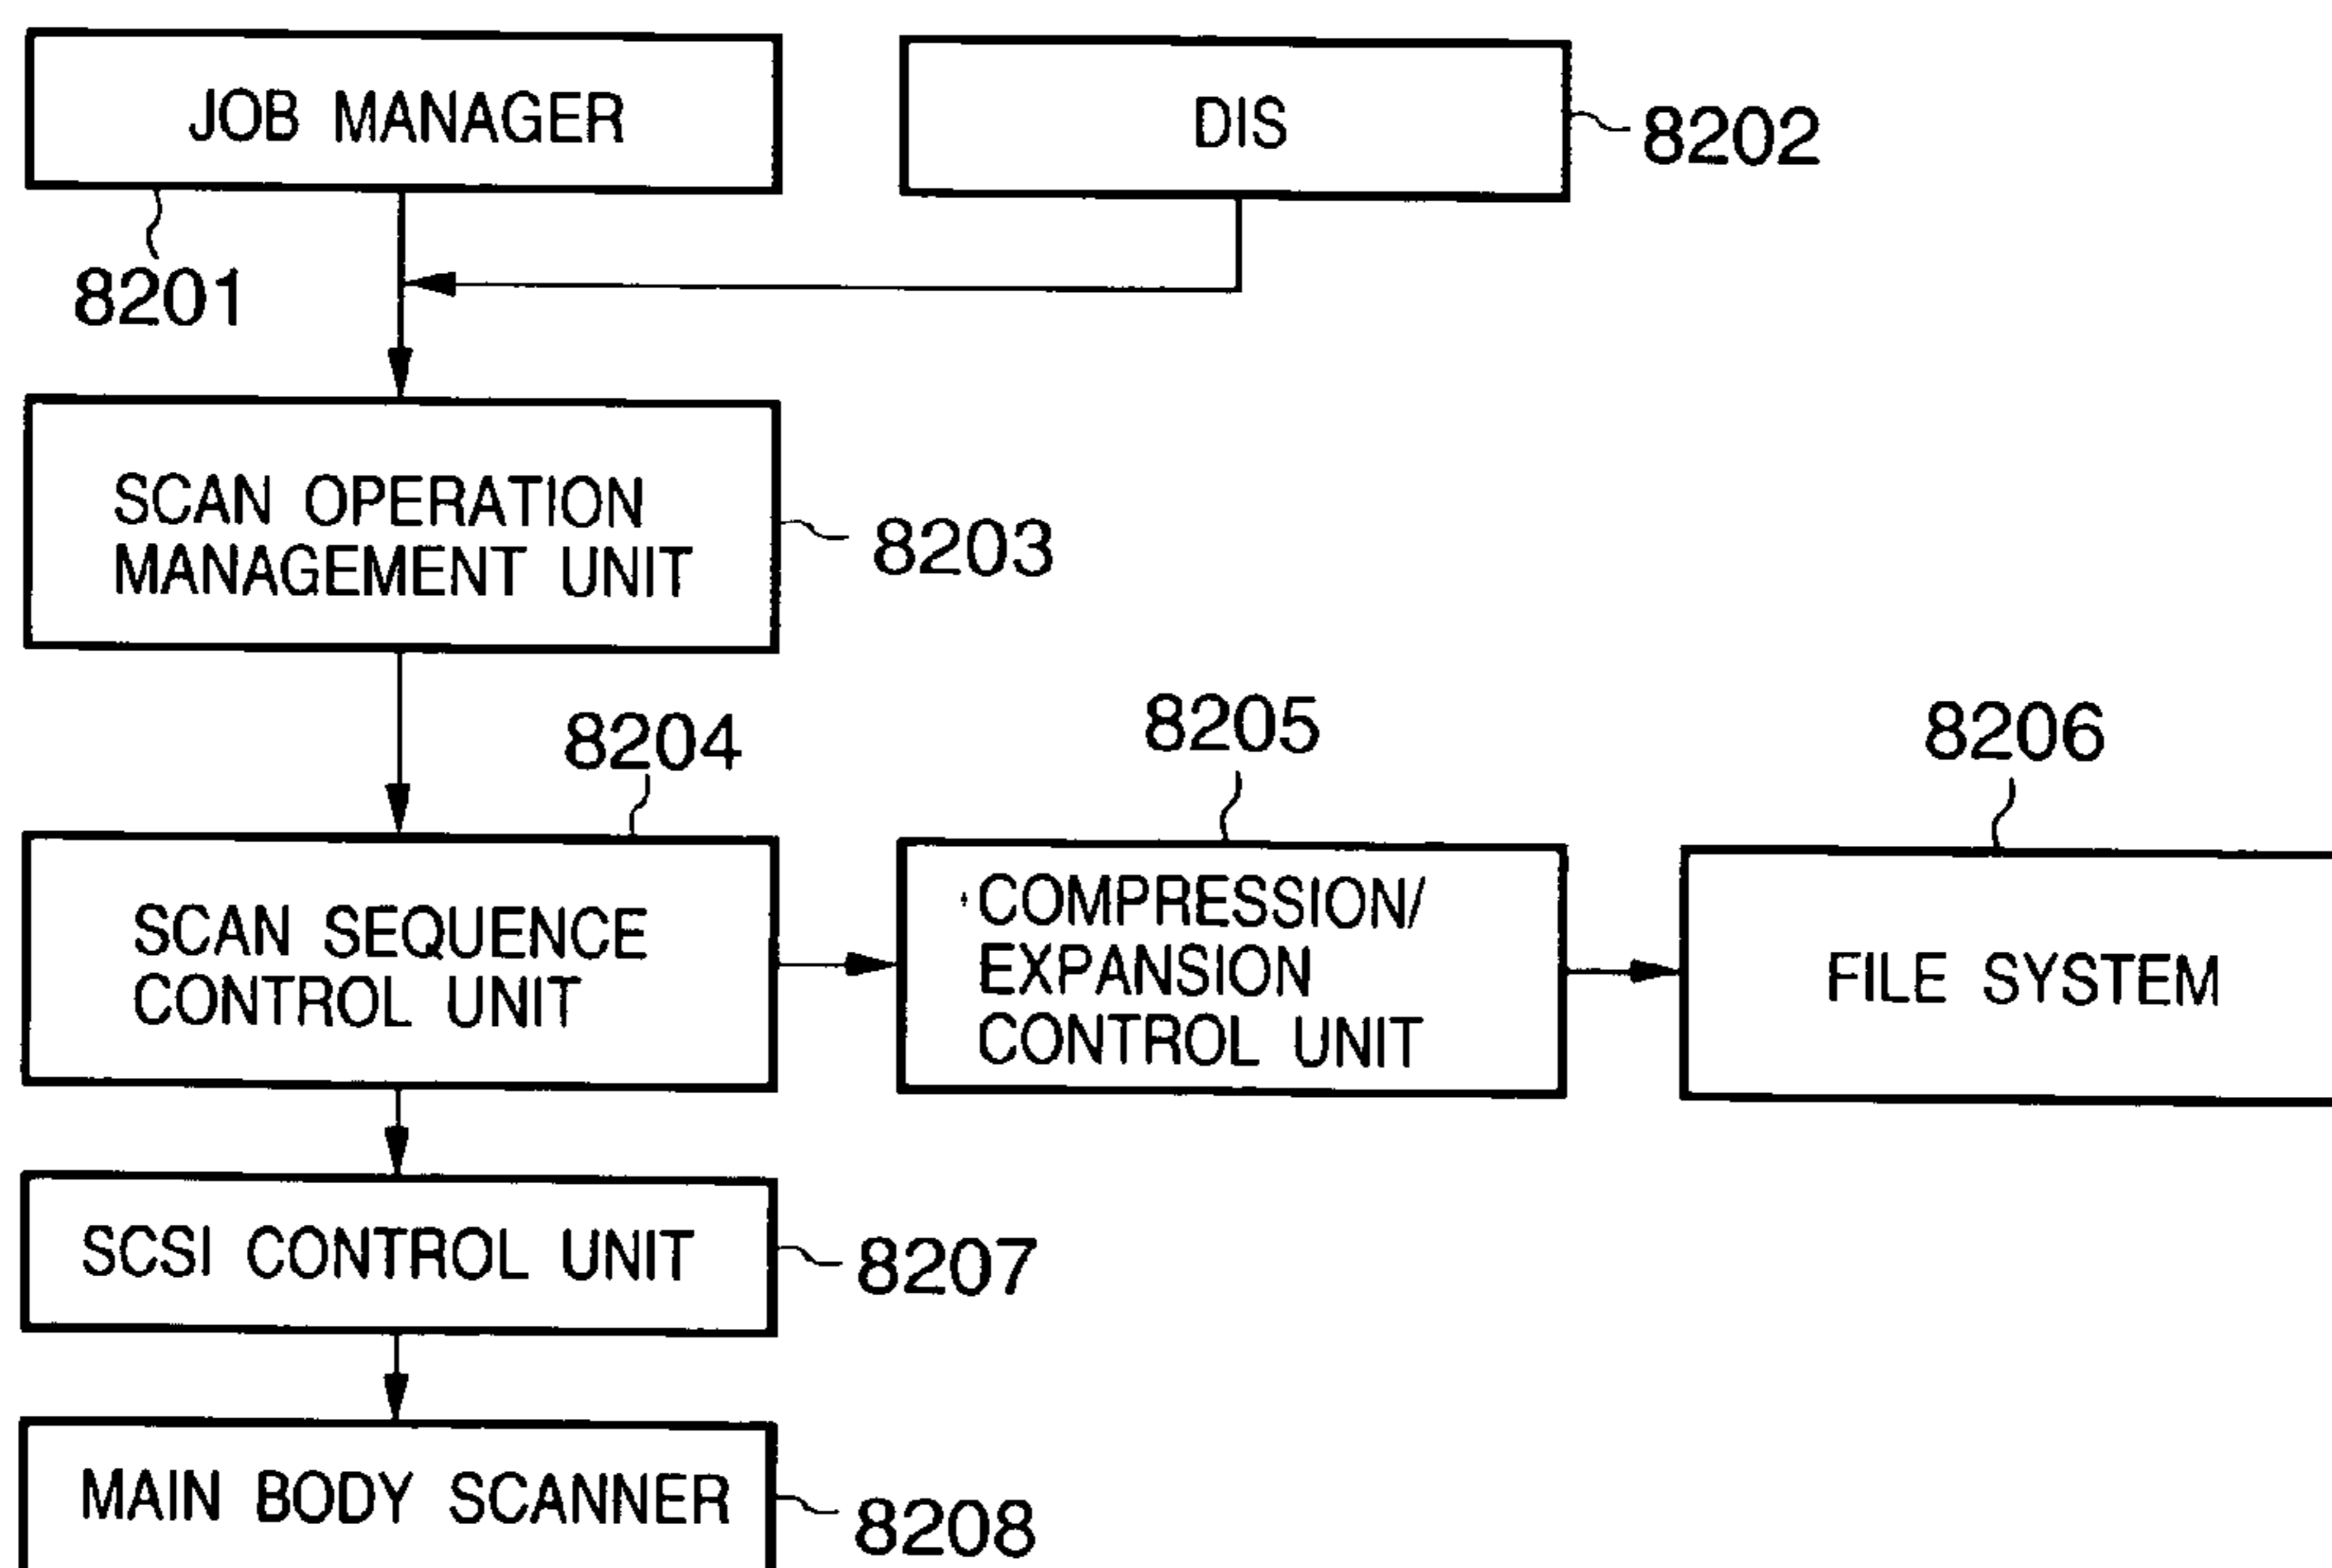 JOB MANAGER
DIS
8202
8201
SCAN OPERATION
MANAGEMENT UNIT
8203
8204
8205
8206
SCAN SEQUENCE
CONTROL UNIT
COMPRESSION/
EXPANSION
CONTROL UNIT
FILE SYSTEM
SCSI CONTROL UNIT
8207
MAIN BODY SCANNER
8208